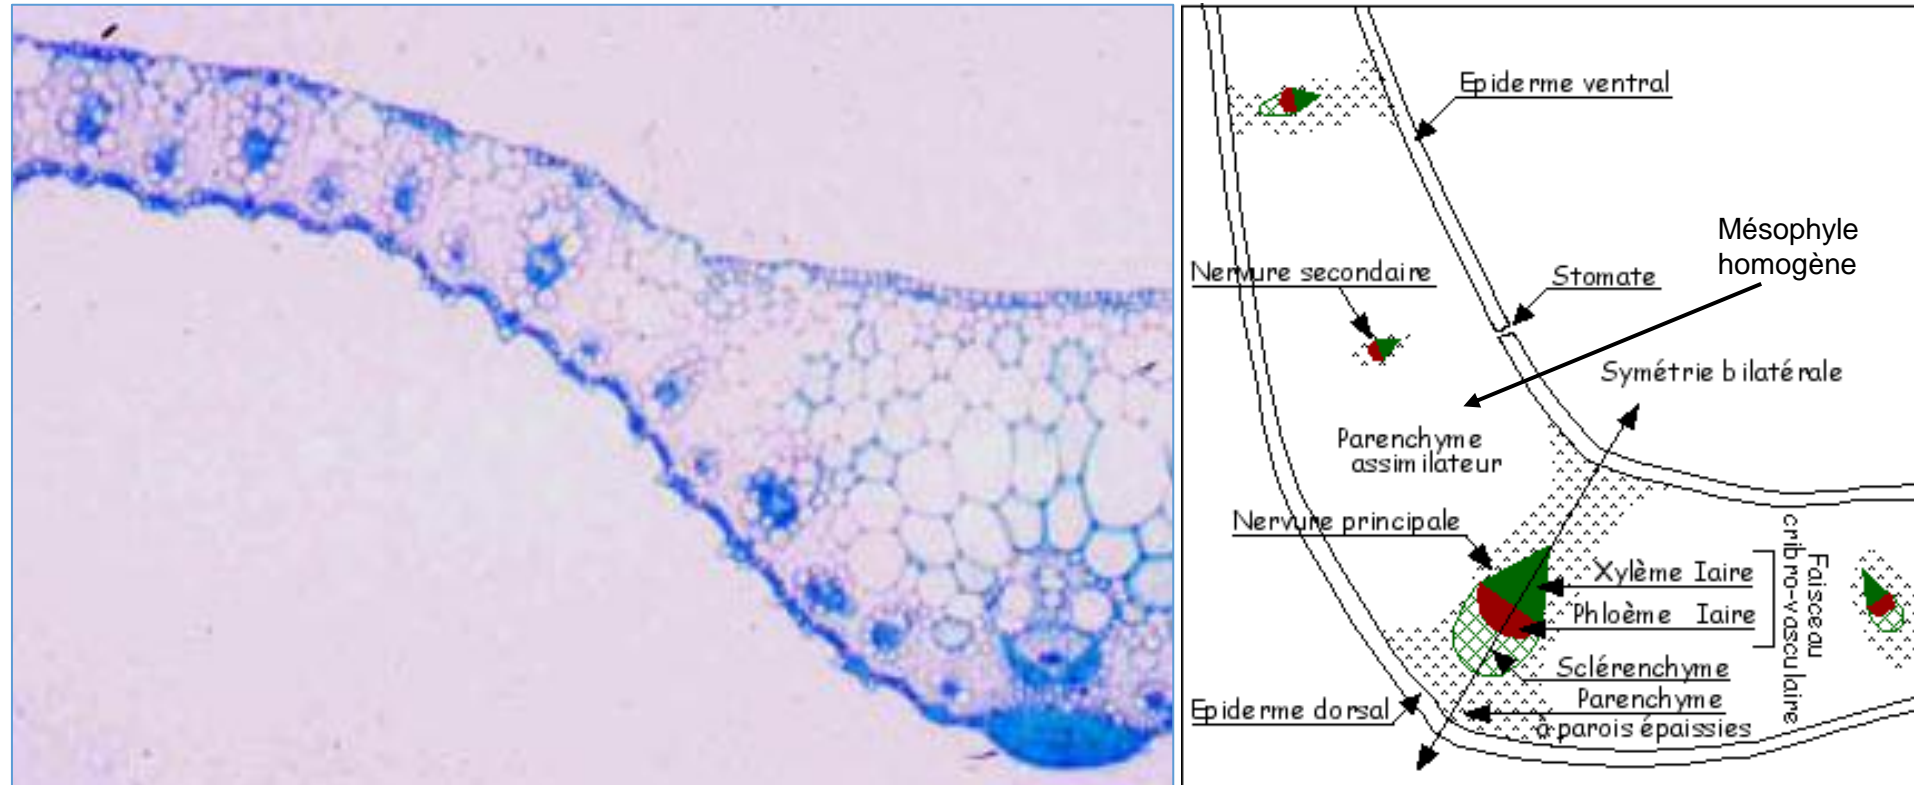 Epiderme ventral
Mésophyle
homogène
Nervure secondaire
Stomate
Symétrie bilatérale
Parenchyme
assimilateur
Nervure principale
Xylème Iaire
Phloème Iaire
Faisceau
cribro-vasculaire
Sclérenchyme
Parenchyme
à parois épaissies
Epiderme dorsal